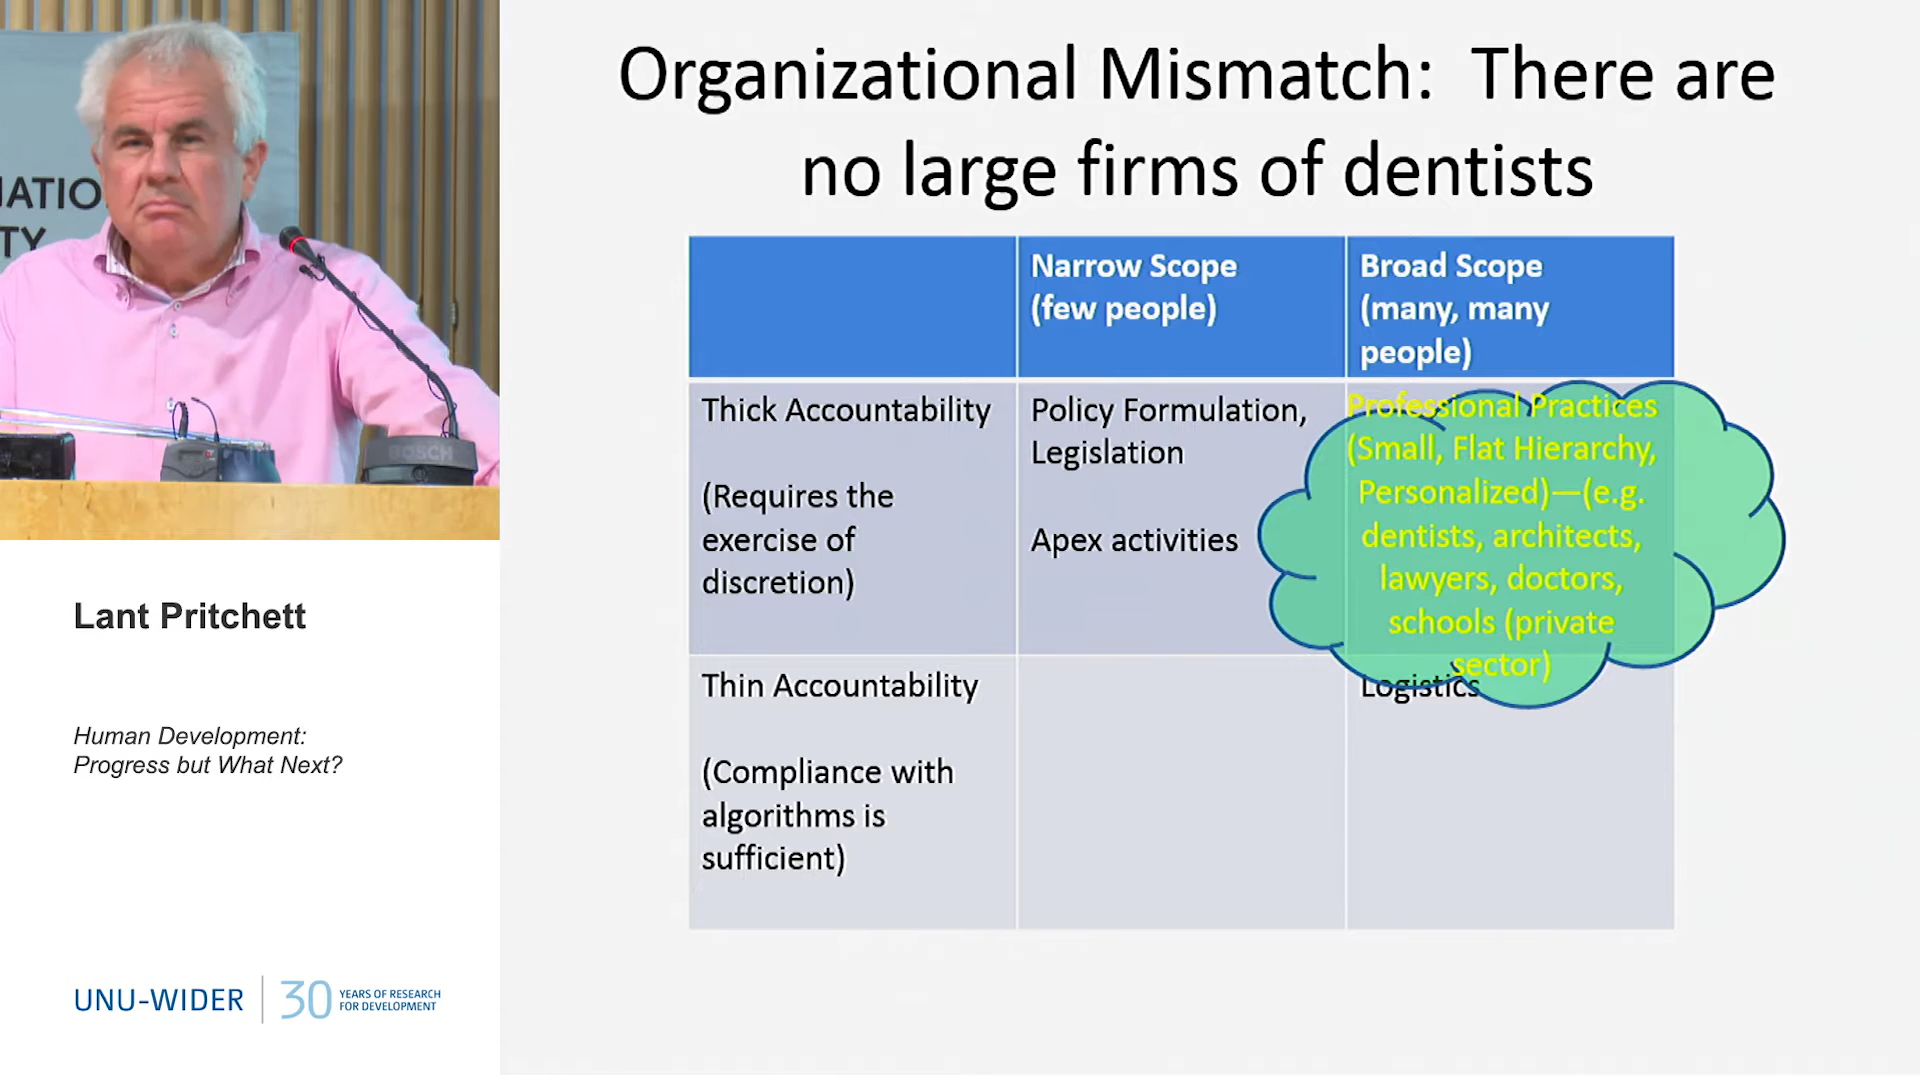 Organizational Mismatch: There are
no large firms of dentists
Narrow Scope
(few people)
Broad Scope
(many, many
people)
Thick Accountability
(Requires the
exercise of
discretion)
Policy Formulation,
Legislation
Apex activities
Professional Practices
(Small, Flat Hierarchy,
Personalized)—(e.g.
dentists, architects,
lawyers, doctors,
schools (private
sector)
Thin Accountability
(Compliance with
algorithms is
sufficient)
Logistics
BOSCH
Lant Pritchett
Human Development:
Progress but What Next?
UNU-WIDER
30 YEARS OF RESEARCH
FOR DEVELOPMENT